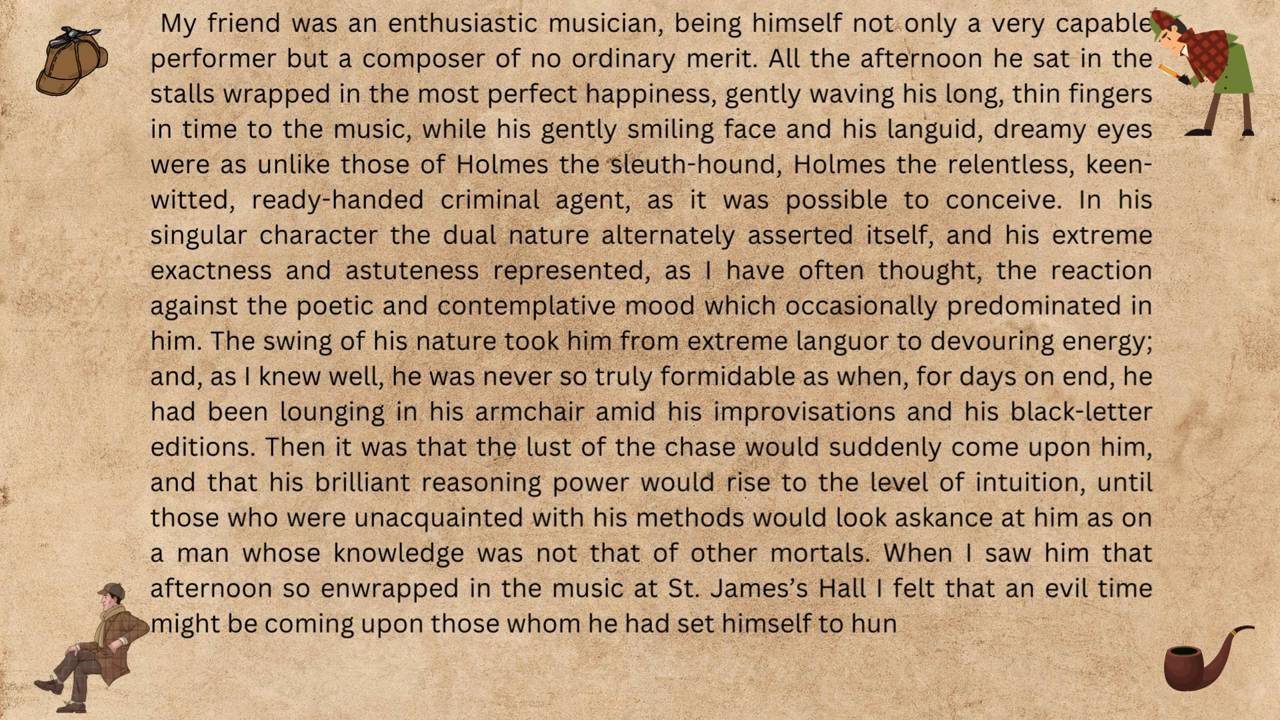 My friend was an enthusiastic musician, being himself not only a very capable
performer but a composer of no ordinary merit. All the afternoon he sat in the
stalls wrapped in the most perfect happiness, gently waving his long, thin fingers
in time to the music, while his gently smiling face and his languid, dreamy eyes
were as unlike those of Holmes the sleuth-hound, Holmes the relentless, keen-
witted, ready-handed criminal agent, as it was possible to conceive. In his
singular character the dual nature alternately asserted itself, and his extreme
exactness and astuteness represented, as I have often thought, the reaction
against the poetic and contemplative mood which occasionally predominated in
him. The swing of his nature took him from extreme languor to devouring energy;
and, as I knew well, he was never so truly formidable as when, for days on end, he
had been lounging in his armchair amid his improvisations and his black-letter
editions. Then it was that the lust of the chase would suddenly come upon him,
and that his brilliant reasoning power would rise to the level of intuition, until
those who were unacquainted with his methods would look askance at him as on
a man whose knowledge was not that of other mortals. When I saw him that
afternoon so enwrapped in the music at St. James’s Hall I felt that an evil time
might be coming upon those whom he had set himself to hun